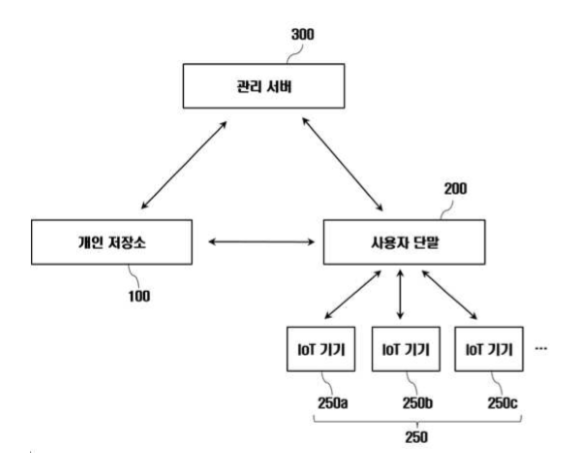 300
관리 서버
200
개인 저장소
사용자 단말
100
IoT 기기
IoT 기기
IoT 기기
...
250a
250b
250c
250